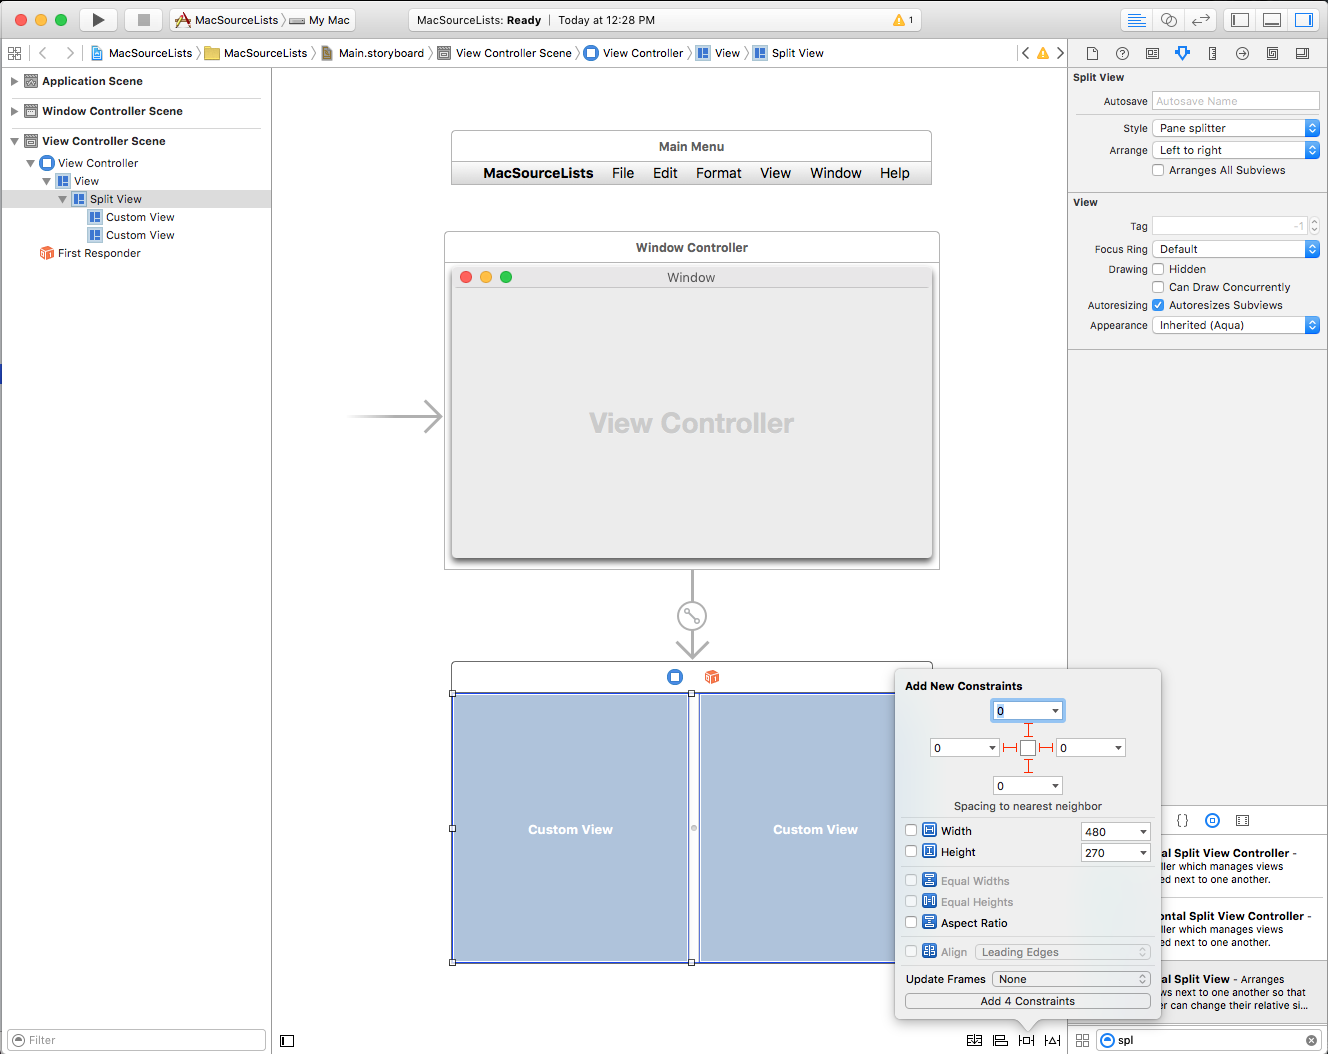 MacSourceLists
My Mac
MacSourceLists: Ready
Today at 12:28 PM
1
MacSourceLists
MacSourceLists
Main.storyboard
View Controller Scene
View Controller
View
Split View
Application Scene
Window Controller Scene
View Controller Scene
View Controller
View
Split View
Custom View
Custom View
First Responder
Filter
Main Menu
MacSourceLists File Edit Format View Window Help
Window Controller
Window
View Controller
Custom View
Custom View
Add New Constraints
0
0
0
0
Spacing to nearest neighbor
Width 480
Height 270
Equal Widths
Equal Heights
Aspect Ratio
Align Leading Edges
Update Frames None
Add 4 Constraints
Split View
Autosave Autosave Name
Style Pane splitter
Arrange Left to right
Arranges All Subviews
View
Tag -1
Focus Ring Default
Drawing Hidden
Can Draw Concurrently
Autoresizing Autoresizes Subviews
Appearance Inherited (Aqua)
{ }
al Split View Controller -
ller which manages views
ed next to one another.
ontal Split View Controller -
ller which manages views
ed next to one another.
al Split View - Arranges
ws next to one another so that
er can change their relative si...
spl